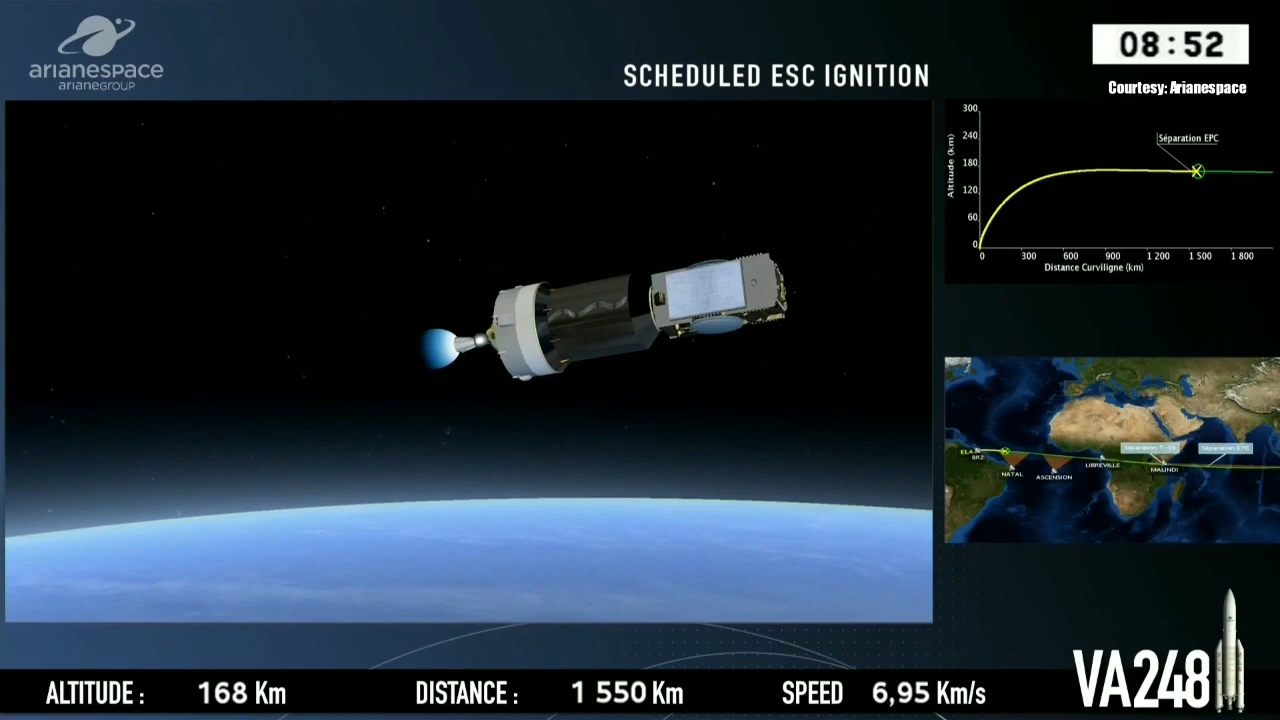 arianespace
arianeGROUP
SCHEDULED ESC IGNITION
08:52
Courtesy: Arianespace
300
240
180
120
60
0
Altitude (km)
Séparation EPC
0 300 600 900 1 200 1 500 1 800
Distance Curviligne (km)
ELA3
NATAL
ASCENSION
LIBREVILLE
MALINDI
ALTITUDE : 168 Km
DISTANCE : 1 550 Km
SPEED 6,95 Km/s
VA248